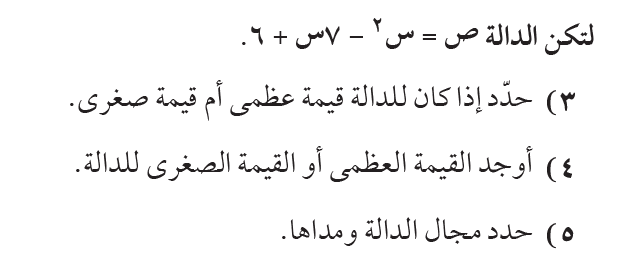 لتكن الدالة ص = س٢ – ٧س + ٦.
٣) حدّد إذا كان للدالة قيمة عظمى أم قيمة صغرى.
٤) أوجد القيمة العظمى أو القيمة الصغرى للدالة.
٥) حدد مجال الدالة ومداها.